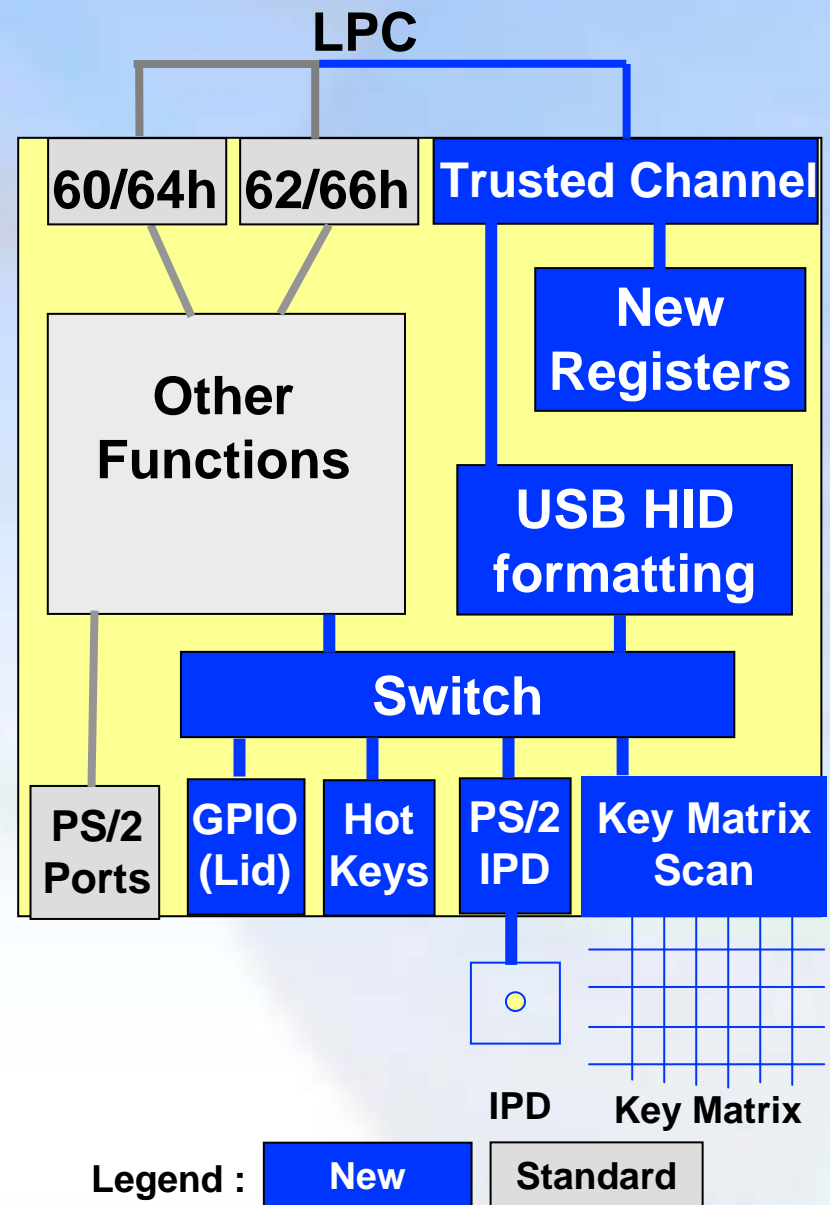 LPC
60/64h
62/66h
Trusted Channel
New
Registers
Other
Functions
USB HID
formatting
Switch
PS/2
Ports
GPIO
(Lid)
Hot
Keys
PS/2
IPD
Key Matrix
Scan
IPD
Key Matrix
Legend :
New
Standard